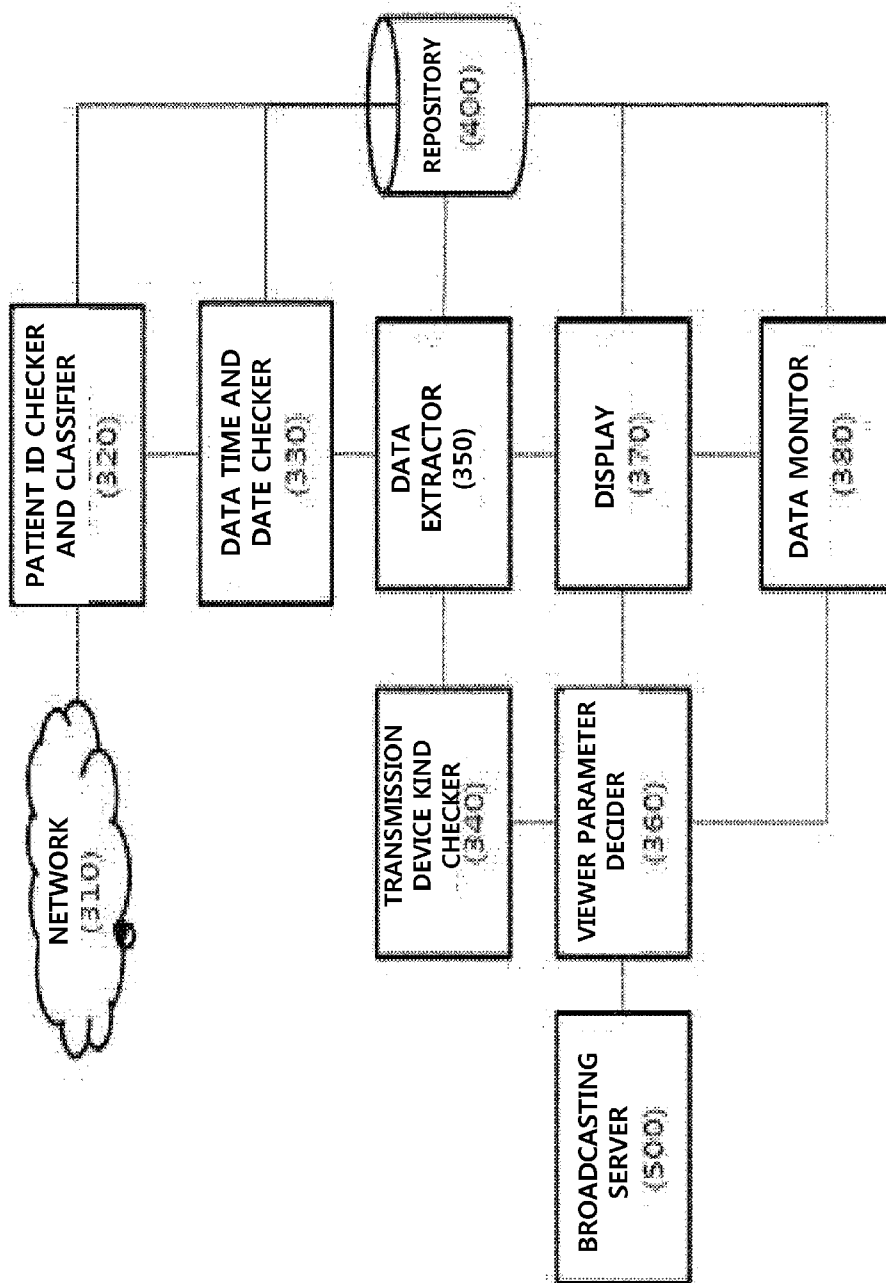 NETWORK
(310)
PATIENT ID CHECKER
AND CLASSIFIER
(320)
DATA TIME AND
DATE CHECKER
(330)
TRANSMISSION
DEVICE KIND
CHECKER
(340)
DATA
EXTRACTOR
(350)
REPOSITORY
(400)
BROADCASTING
SERVER
(500)
VIEWER PARAMETER
DECIDER
(360)
DISPLAY
(370)
DATA MONITOR
(380)